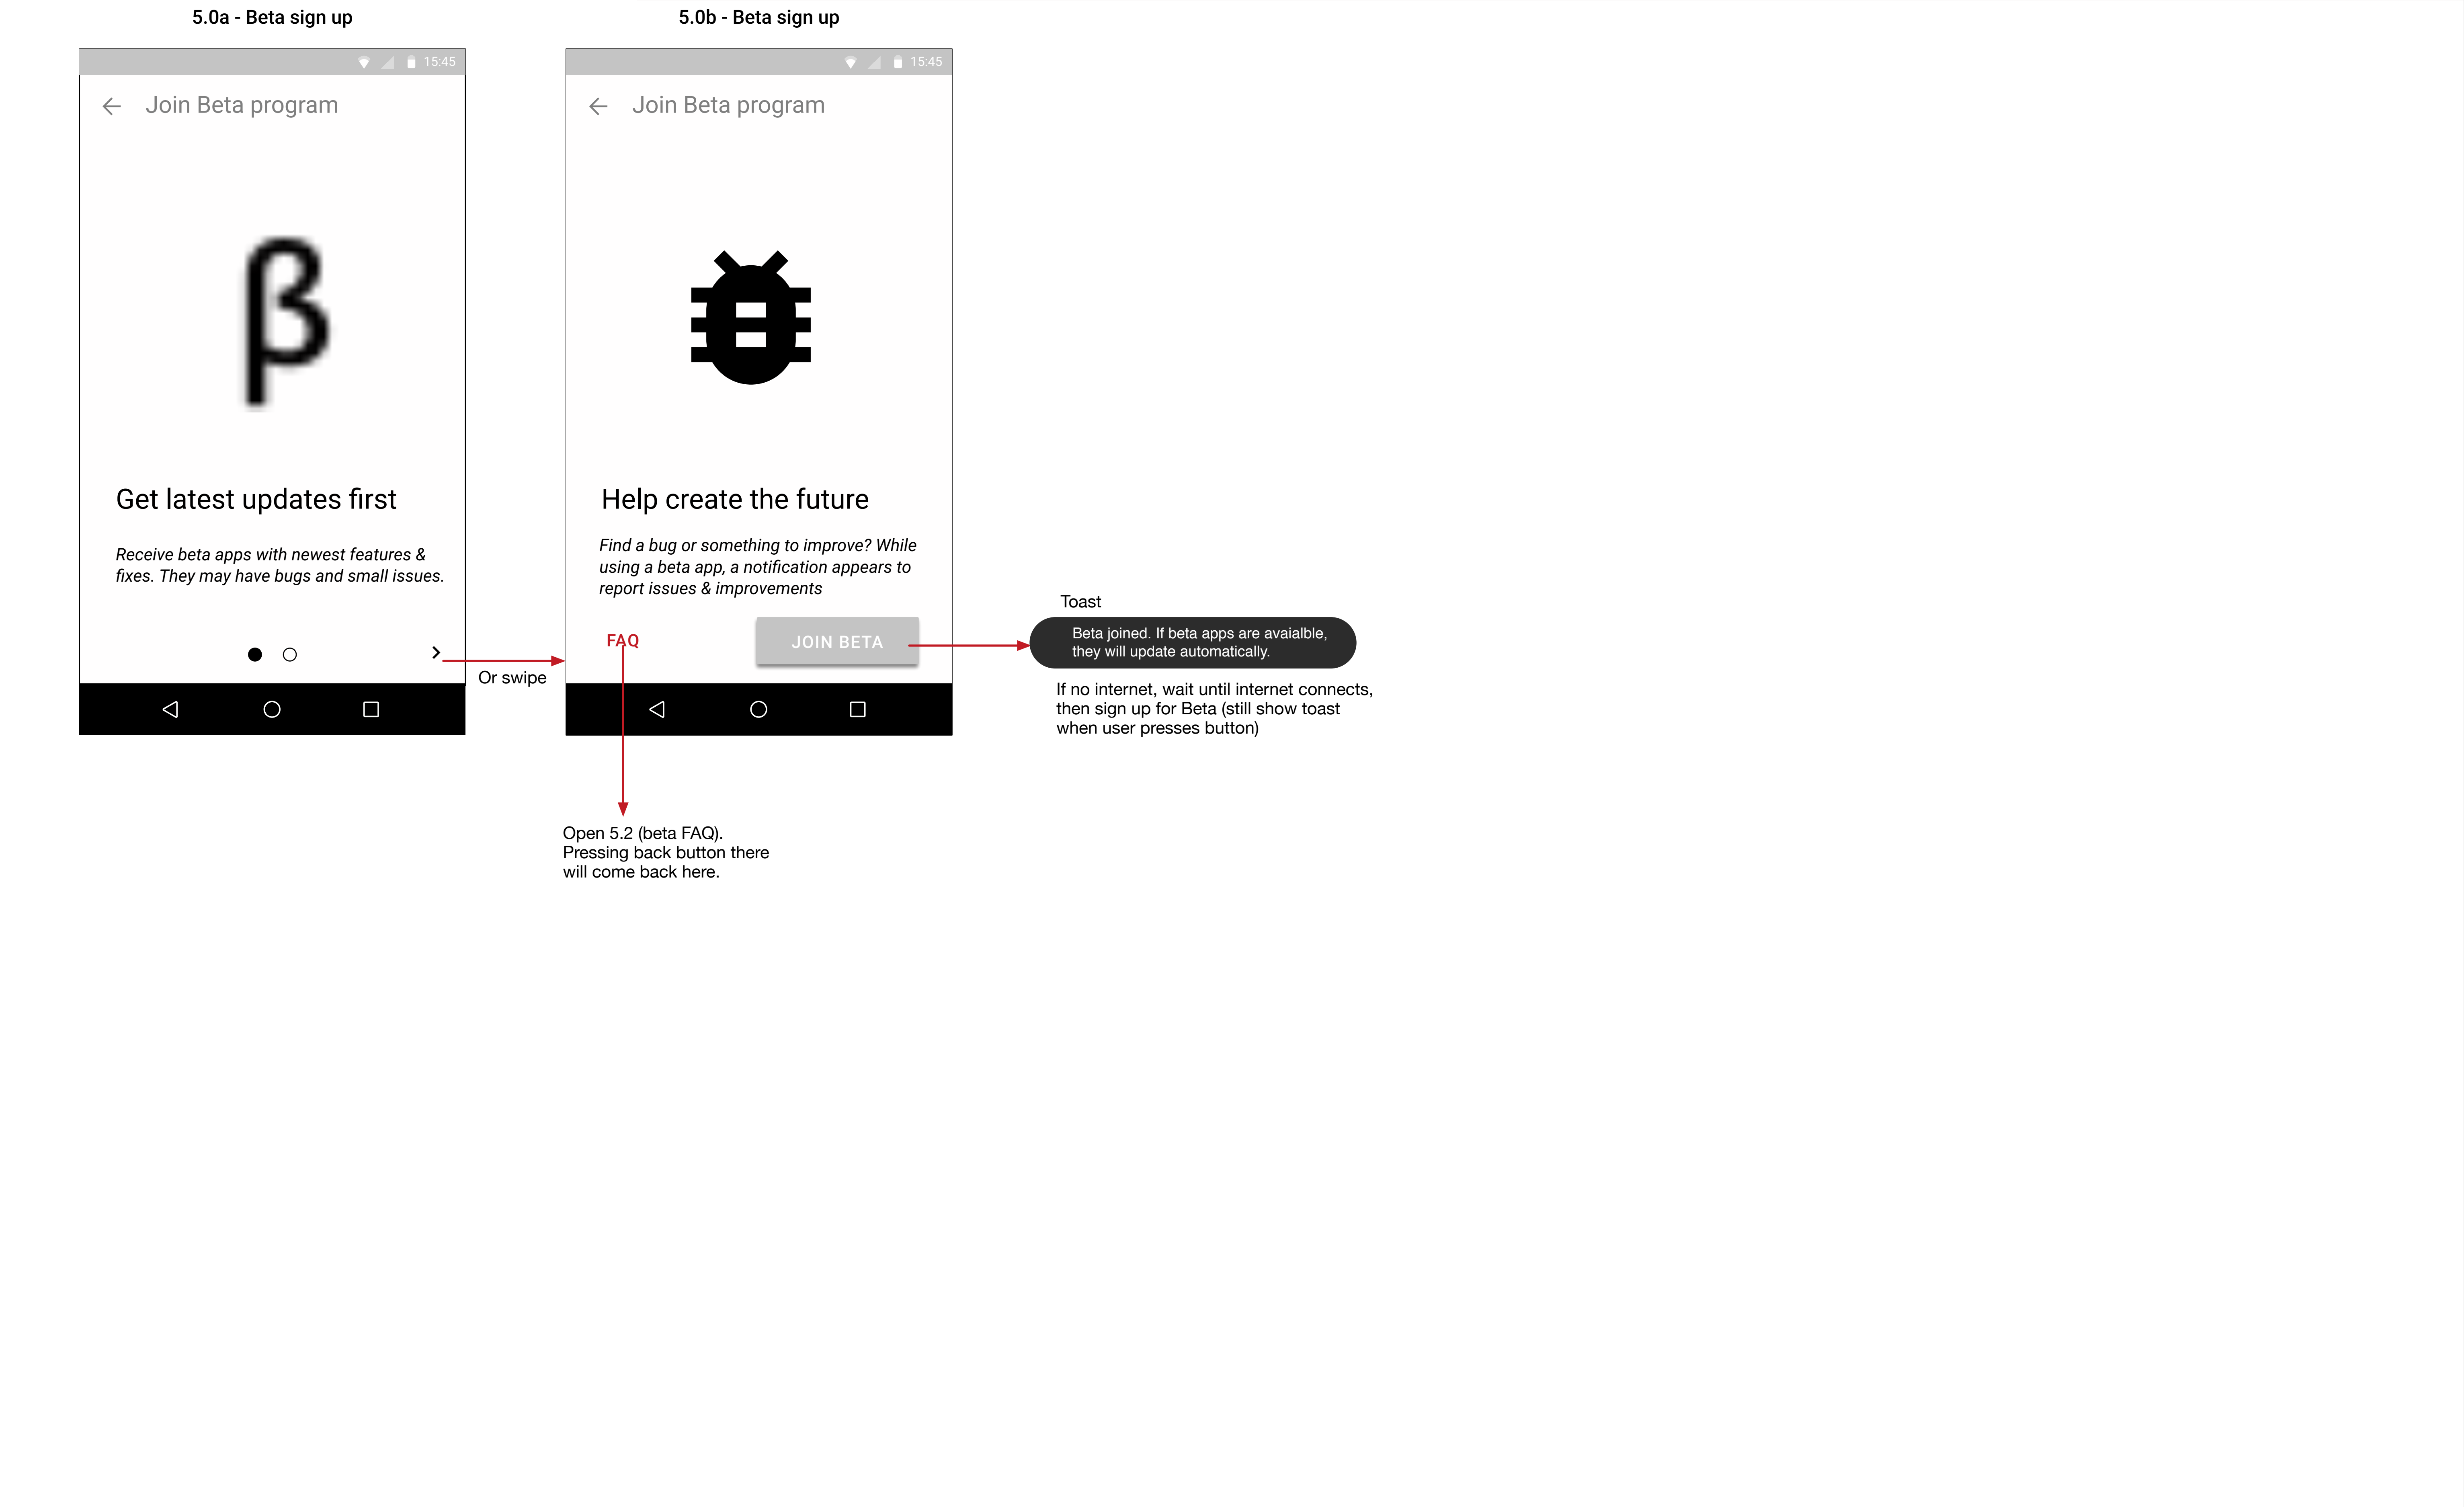 5.0a - Beta sign up
15:45
Join Beta program
β
Get latest updates first
Receive beta apps with newest features &
fixes. They may have bugs and small issues.
Or swipe
5.0b - Beta sign up
15:45
Join Beta program
Help create the future
Find a bug or something to improve? While
using a beta app, a notification appears to
report issues & improvements
FAQ
JOIN BETA
Open 5.2 (beta FAQ).
Pressing back button there
will come back here.
Toast
Beta joined. If beta apps are avaialble,
they will update automatically.
If no internet, wait until internet connects,
then sign up for Beta (still show toast
when user presses button)